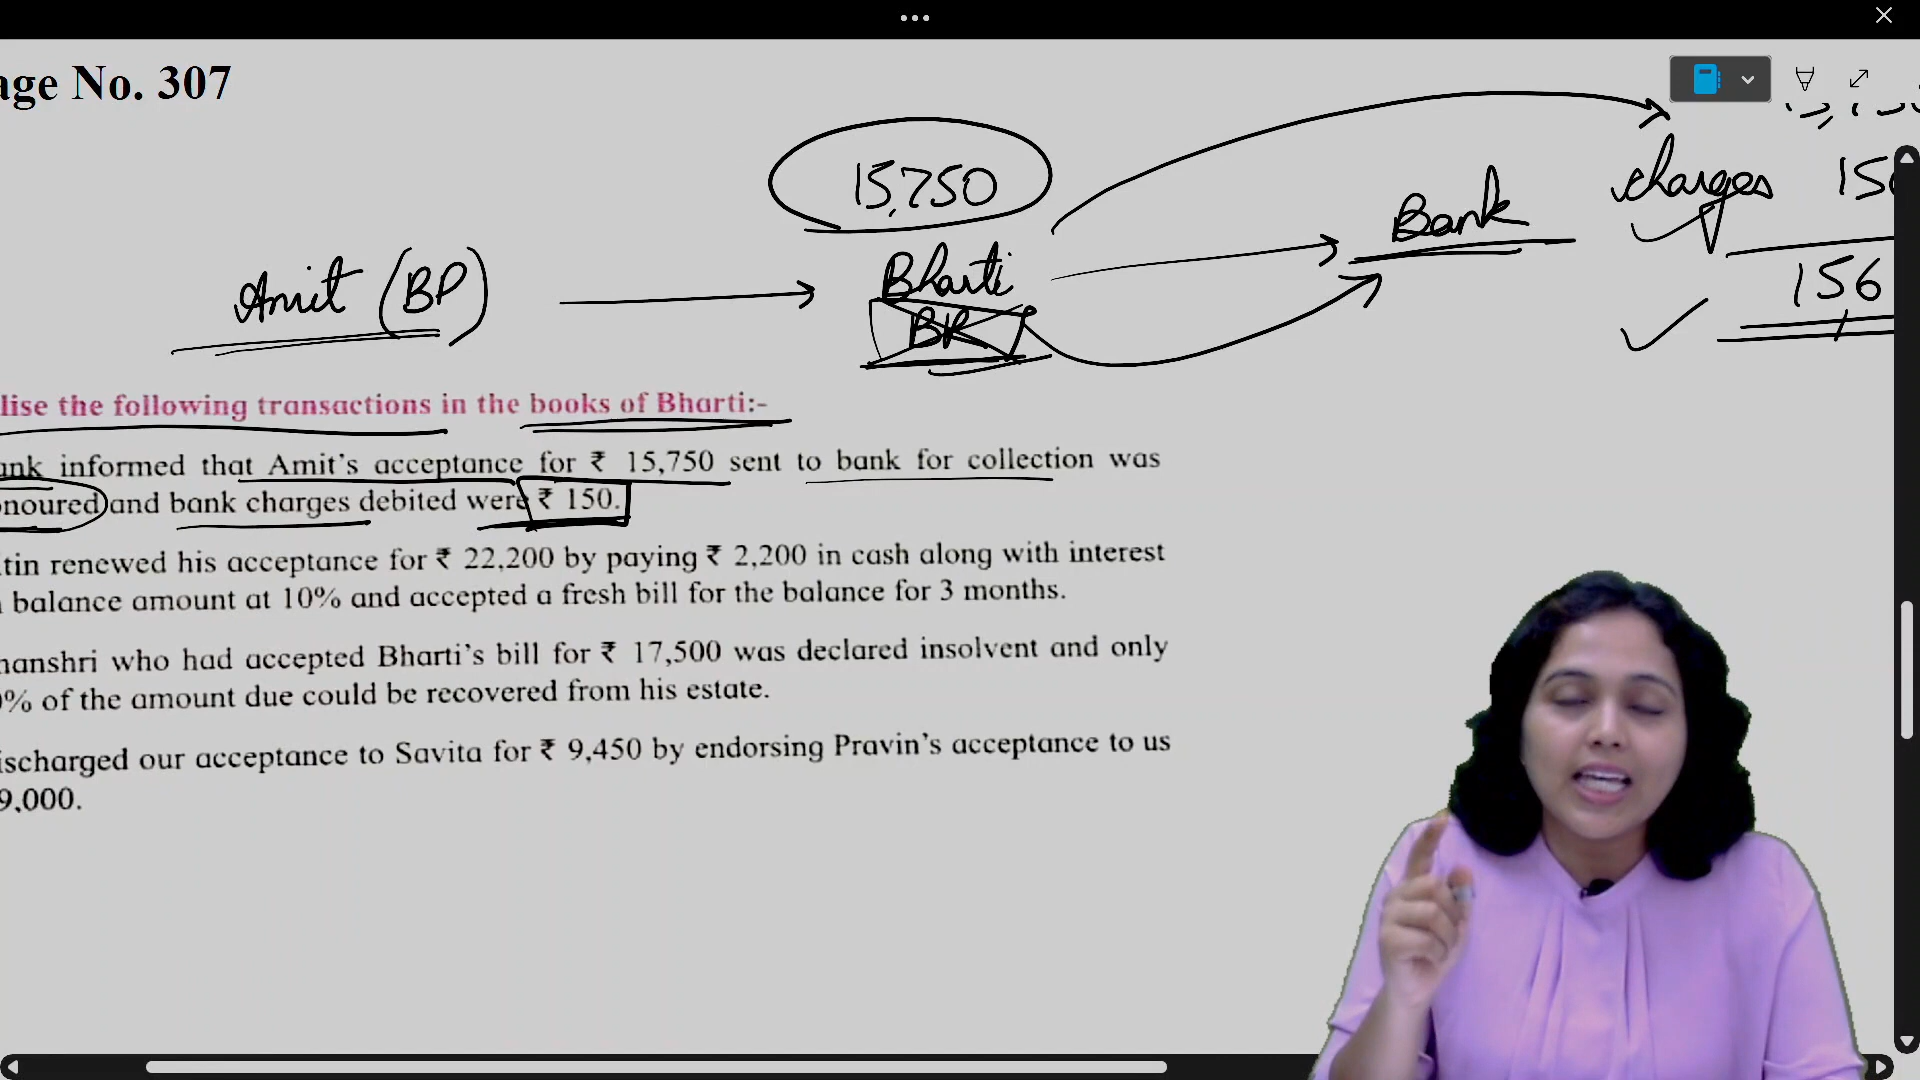 age No. 307
15,750
charges 15
Bank
156
Amit (BP)
Bharti
BR
lise the following transactions in the books of Bharti:-
ank informed that Amit's acceptance for ₹ 15,750 sent to bank for collection was
noured and bank charges debited were ₹ 150.
tin renewed his acceptance for ₹ 22,200 by paying ₹ 2,200 in cash along with interest
balance amount at 10% and accepted a fresh bill for the balance for 3 months.
anshri who had accepted Bharti's bill for ₹ 17,500 was declared insolvent and only
0% of the amount due could be recovered from his estate.
ischarged our acceptance to Savita for ₹ 9,450 by endorsing Pravin's acceptance to us
9,000.